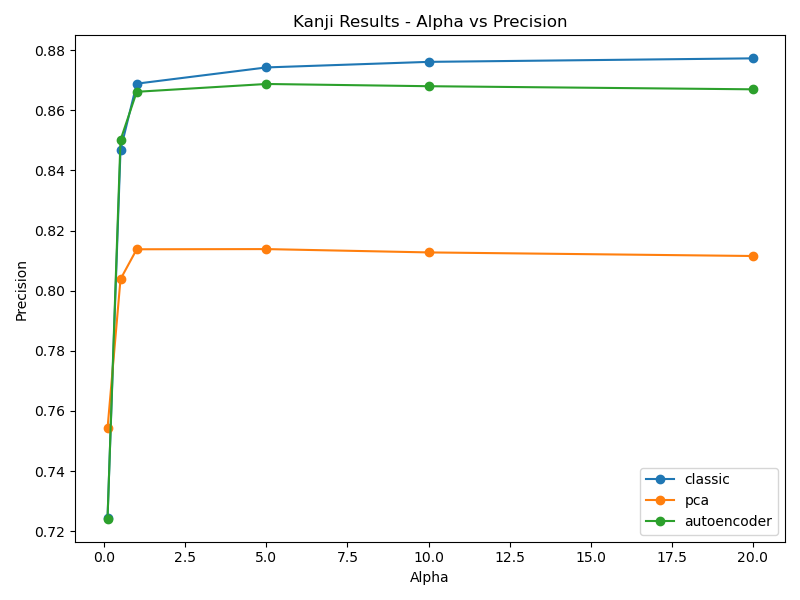 Kanji Results - Alpha vs Precision
Precision
0.88
0.86
0.84
0.82
0.80
0.78
0.76
0.74
0.72
classic
pca
autoencoder
0.0 2.5 5.0 7.5 10.0 12.5 15.0 17.5 20.0
Alpha